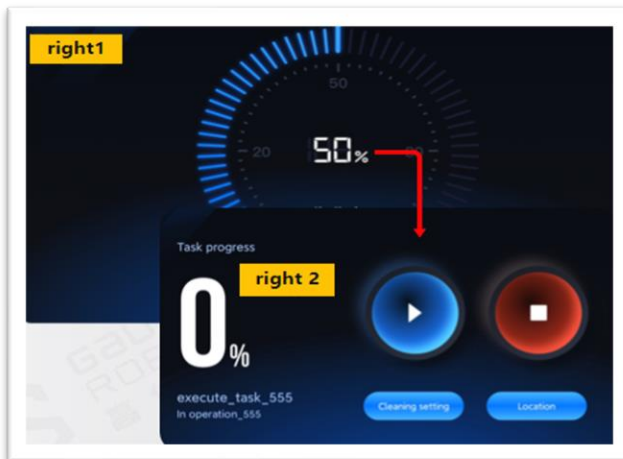 right1
50
20
50%
Task progress
right 2
0%
execute_task_555
In operation_555
Cleaning setting
Location